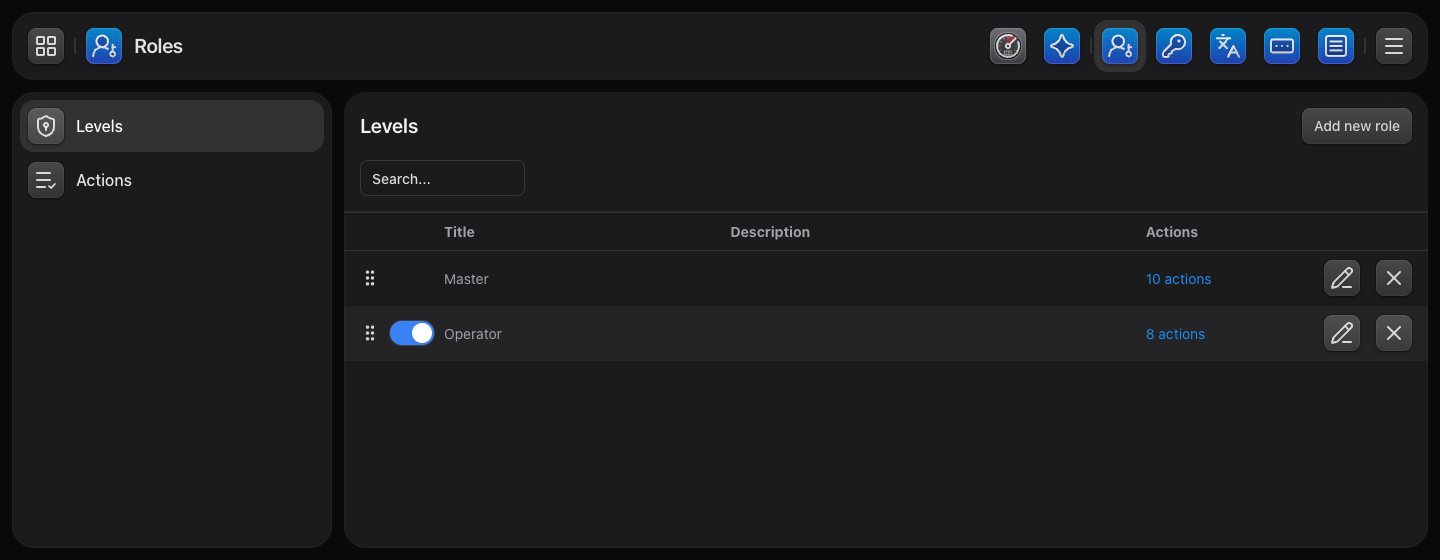 Roles
Levels
Actions
Levels
Add new role
Search...
Title Description Actions
Master 10 actions
Operator 8 actions